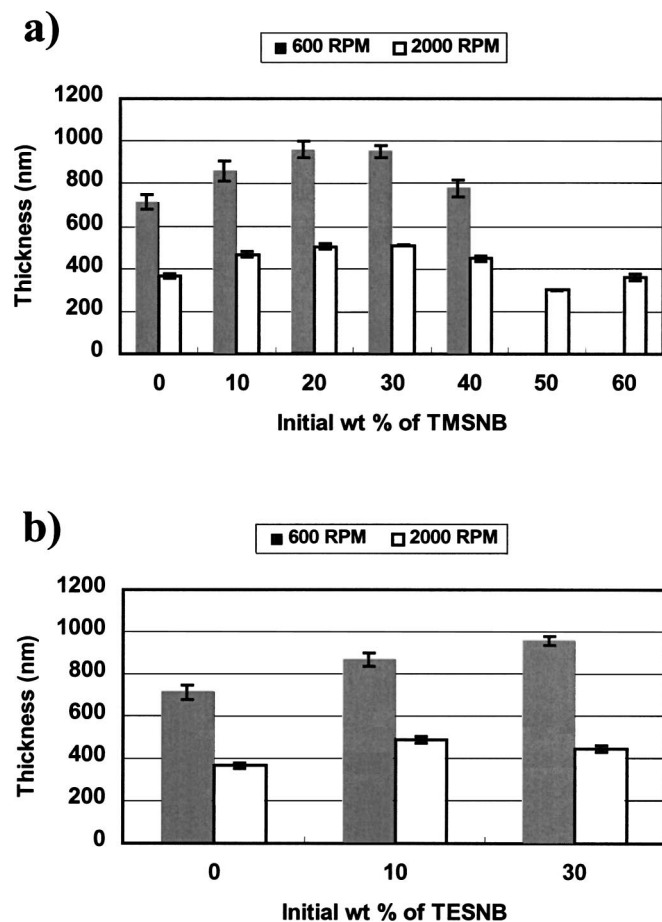 a)
600 RPM 2000 RPM
1200
1000
800
600
400
200
0
Thickness (nm)
0 10 20 30 40 50 60
Initial wt % of TMSNB
b)
600 RPM 2000 RPM
1200
1000
800
600
400
200
0
Thickness (nm)
0 10 30
Initial wt % of TESNB